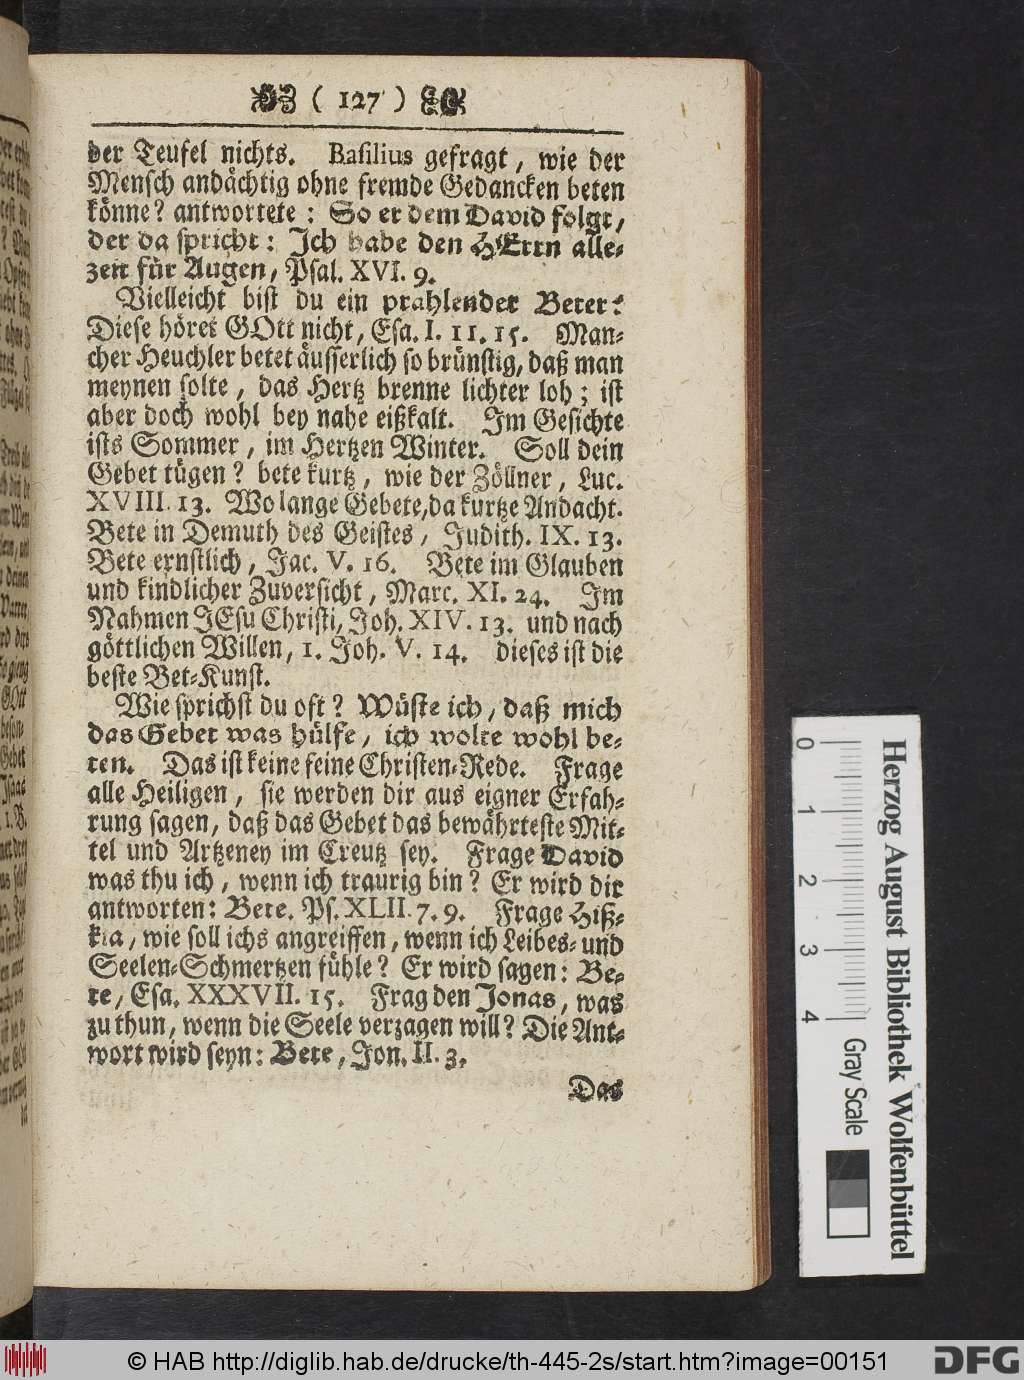 ( 127 )
der Teufel nichts. Basilius gefragt, wie der
Mensch andächtig ohne fremde Gedancken beten
könne? antwortete: So er dem David folgt,
der da spricht: Ich habe den HErrn alle-
zeit für Augen, Psal. XVI. 9.
Vielleicht bist du ein prahlender Beter:
Diese höret GOtt nicht, Esa. I. 11. 15. Man-
cher Heuchler betet äusserlich so brünstig, daß man
meynen solte, das Hertz brenne lichter loh; ist
aber doch wohl bey nahe eißkalt. Im Gesichte
ists Sommer, im Hertzen Winter. Soll dein
Gebet tügen? bete kurtz, wie der Zöllner, Luc.
XVIII. 13. Wo lange Gebete, da kurtze Andacht.
Bete in Demuth des Geistes, Judith. IX. 13.
Bete ernstlich, Jac. V. 16. Bete im Glauben
und kindlicher Zuversicht, Marc. XI. 24. Im
Nahmen JEsu Christi, Joh. XIV. 13. und nach
göttlichen Willen, 1. Joh. V. 14. dieses ist die
beste Bet-Kunst.
Wie sprichst du oft? Wüste ich, daß mich
das Gebet was hülfe, ich wolte wohl be-
ten. Das ist keine feine Christen-Rede. Frage
alle Heiligen, sie werden dir aus eigner Erfah-
rung sagen, daß das Gebet das bewährteste Mit-
tel und Artzeney im Creutz sey. Frage David
was thu ich, wenn ich traurig bin? Er wird dir
antworten: Bete. Ps. XLII. 7. 9. Frage Hiß-
kia, wie soll ichs angreiffen, wenn ich Leibes- und
Seelen-Schmertzen fühle? Er wird sagen: Be-
te, Esa. XXXVII. 15. Frag den Jonas, was
zu thun, wenn die Seele verzagen will? Die Ant-
wort wird seyn: Bete, Jon. II. 3.
Das
0 1 2 3 4
Gray Scale
Herzog August Bibliothek Wolfenbüttel
© HAB http://diglib.hab.de/drucke/th-445-2s/start.htm?image=00151
DFG